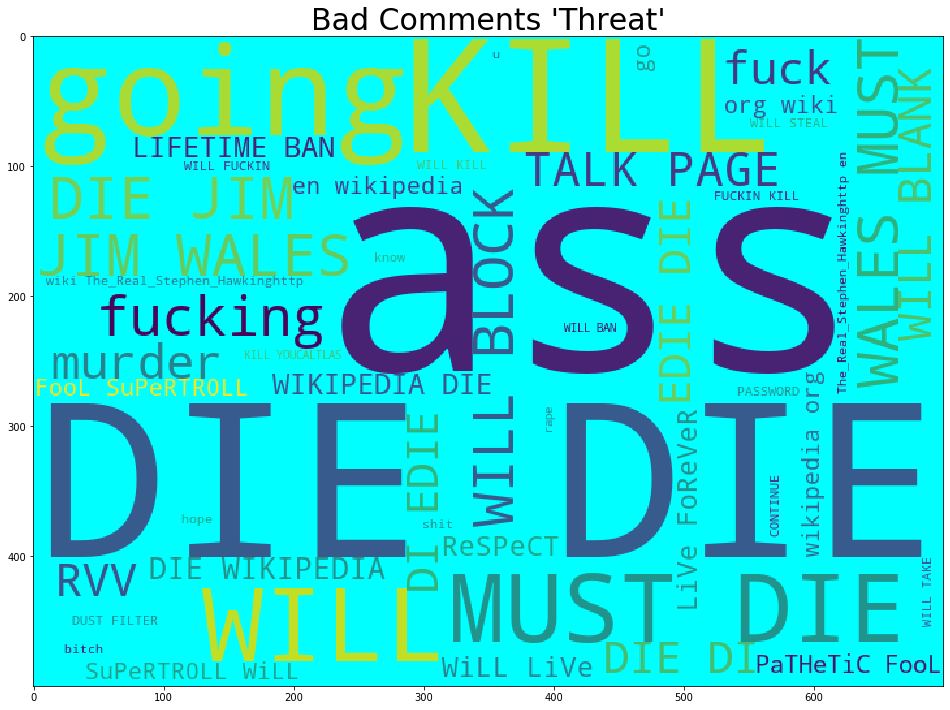 Bad Comments 'Threat'
0
100
200
300
400
0
100
200
300
400
500
600
going
KILL
u
go
fuck
org wiki
WILL STEAL
WALES MUST
WILL BLANK
LIFETIME BAN
WILL FUCKIN
WILL KILL
TALK PAGE
en wikipedia
FUCKIN KILL
DIE JIM
JIM WALES
know
wiki The_Real_Stephen_Hawkinghttp
ass
WILL BLOCK
EDIE DIE
The_Real_Stephen_Hawkinghttp en
fucking
WILL BAN
murder
KILL YOUCALTLAS
FooL SuPeRTROLL
WIKIPEDIA DIE
PASSWORD
DIE DIE
DI EDIE
rape
LiVe FoReVeR
wikipedia org
CONTINUE
hope
shit
ReSPeCT
RVV
DIE WIKIPEDIA
WILL
MUST DIE
WILL TAKE
DUST FILTER
bitch
SuPeRTROLL WiLL
WiLL LiVe
DIE DI
PaTHeTiC FooL